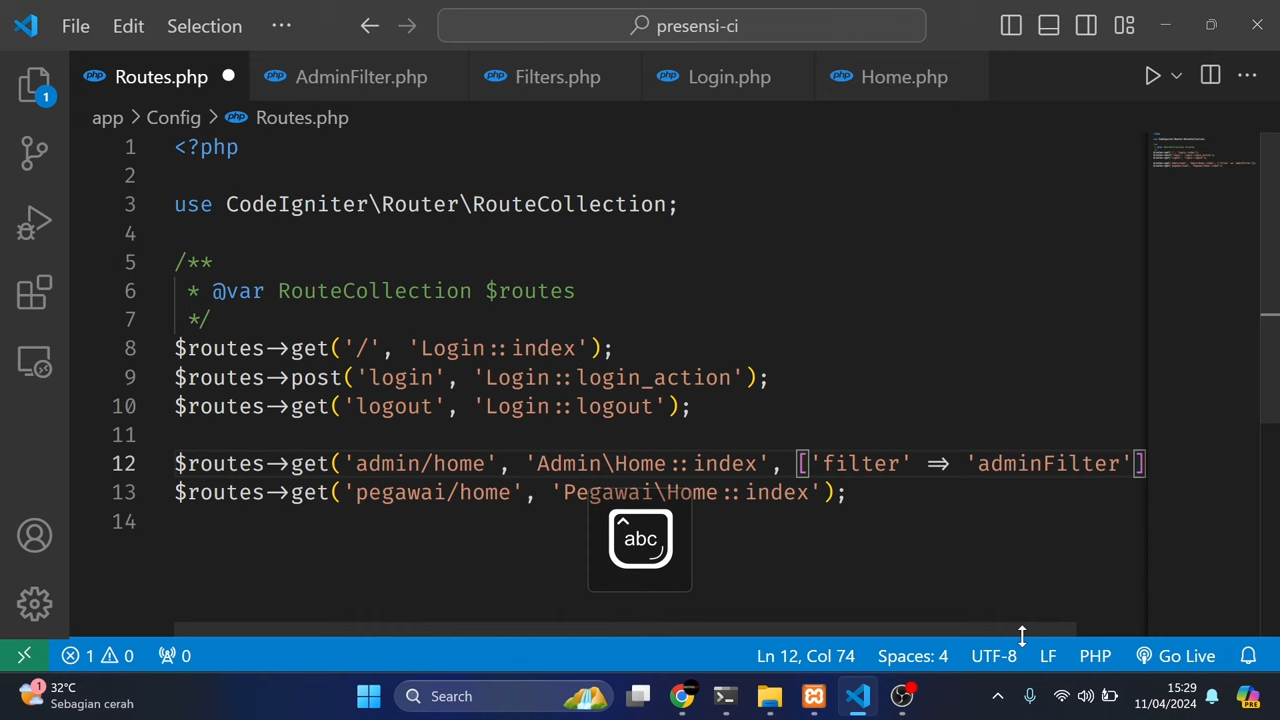 File Edit Selection ··· presensi-ci
Routes.php AdminFilter.php Filters.php Login.php Home.php
app > Config > Routes.php
1 <?php
2
3 use CodeIgniter\Router\RouteCollection;
4
5 /**
6 * @var RouteCollection $routes
7 */
8 $routes->get('/', 'Login::index');
9 $routes->post('login', 'Login::login_action');
10 $routes->get('logout', 'Login::logout');
11
12 $routes->get('admin/home', 'Admin\Home::index', ['filter' => 'adminFilter']
13 $routes->get('pegawai/home', 'Pegawai\Home::index');
14
abc
1
1 0 0 Ln 12, Col 74 Spaces: 4 UTF-8 LF PHP Go Live
1 32°C
Sebagian cerah
Search
15:29
11/04/2024
PRE